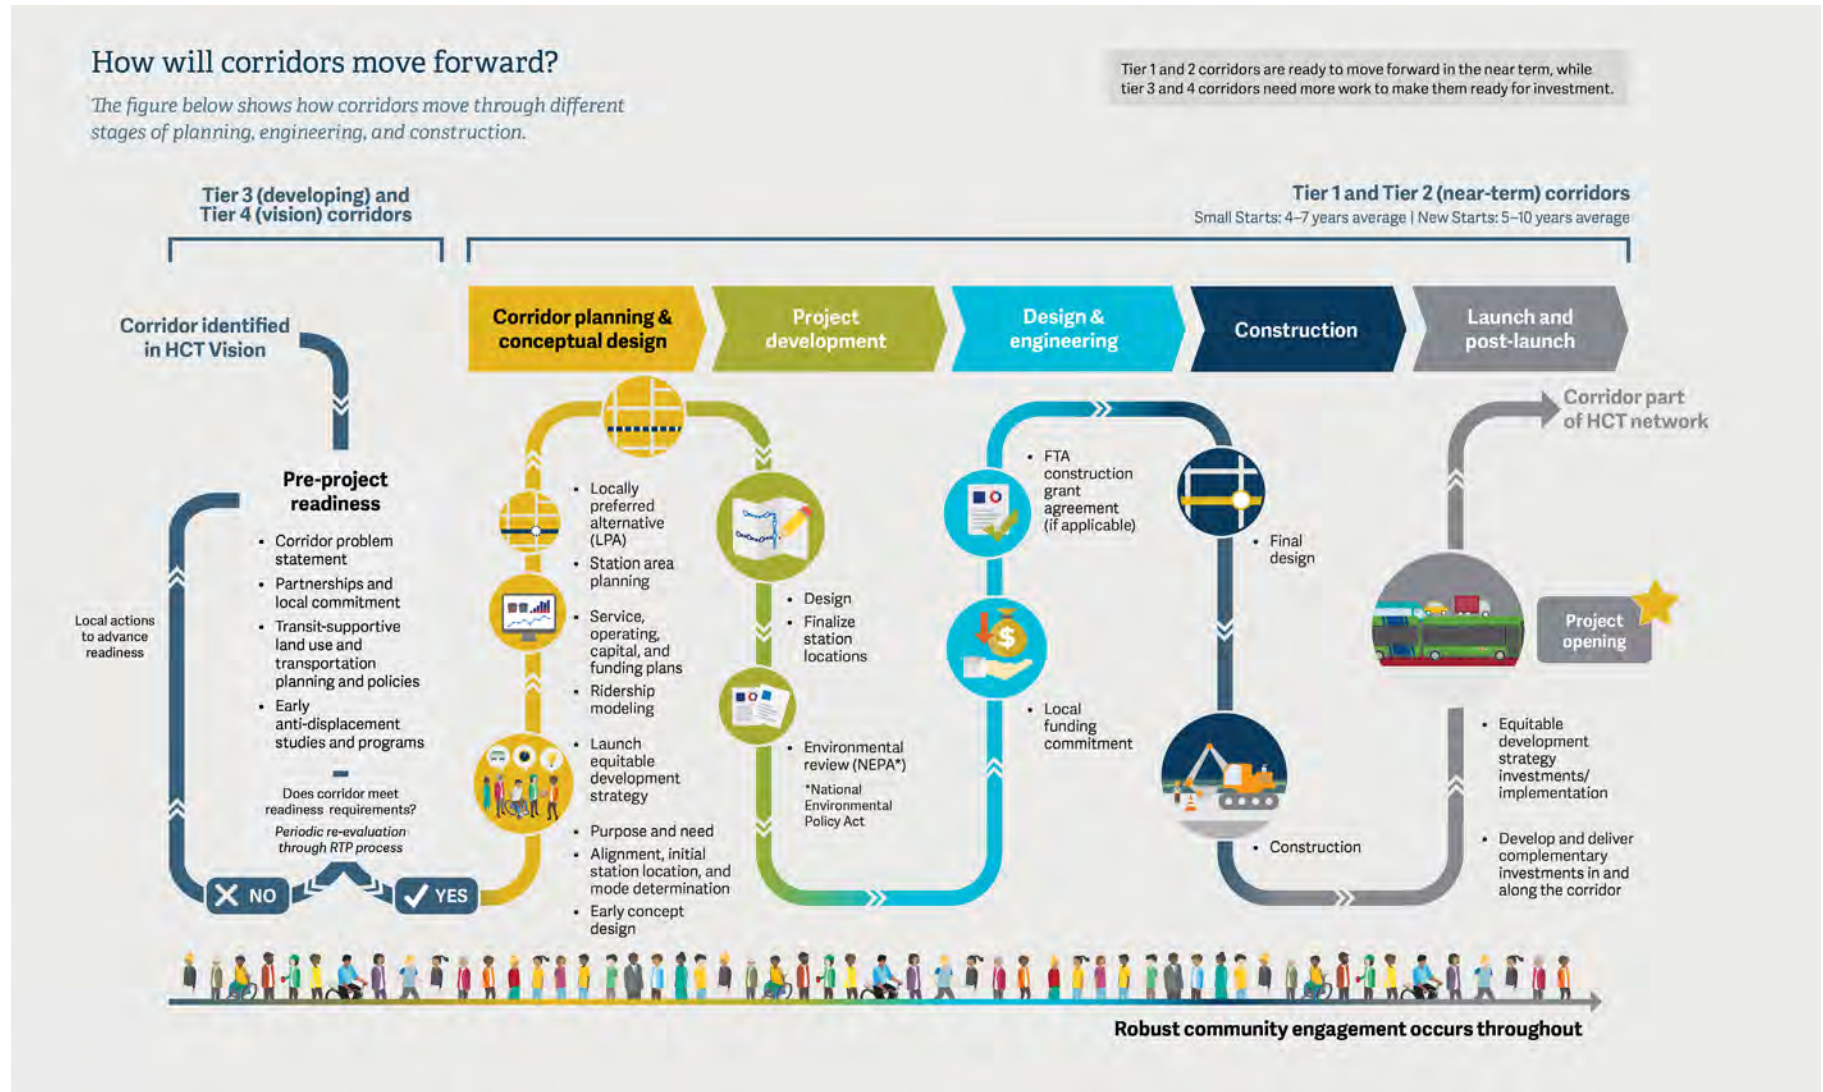 How will corridors move forward?
The figure below shows how corridors move through different
stages of planning, engineering, and construction.
Tier 1 and 2 corridors are ready to move forward in the near term, while
tier 3 and 4 corridors need more work to make them ready for investment.
Tier 3 (developing) and
Tier 4 (vision) corridors
Tier 1 and Tier 2 (near-term) corridors
Small Starts: 4–7 years average | New Starts: 5–10 years average
Corridor identified
in HCT Vision
Pre-project
readiness
• Corridor problem
statement
• Partnerships and
local commitment
• Transit-supportive
land use and
transportation
planning and policies
• Early
anti-displacement
studies and programs
Does corridor meet
readiness requirements?
Periodic re-evaluation
through RTP process
Local actions
to advance
readiness
NO
YES
Corridor planning &
conceptual design
• Locally
preferred
alternative
(LPA)
• Station area
planning
• Service,
operating,
capital, and
funding plans
• Ridership
modeling
• Launch
equitable
development
strategy
• Purpose and need
• Alignment, initial
station location, and
mode determination
• Early concept
design
Project
development
• Design
• Finalize
station
locations
• Environmental
review (NEPA*)
*National
Environmental
Policy Act
Design &
engineering
• FTA
construction
grant
agreement
(if applicable)
$
• Local
funding
commitment
Construction
• Final
design
• Construction
Launch and
post-launch
Corridor part
of HCT network
Project
opening
• Equitable
development
strategy
investments/
implementation
• Develop and deliver
complementary
investments in and
along the corridor
Robust community engagement occurs throughout